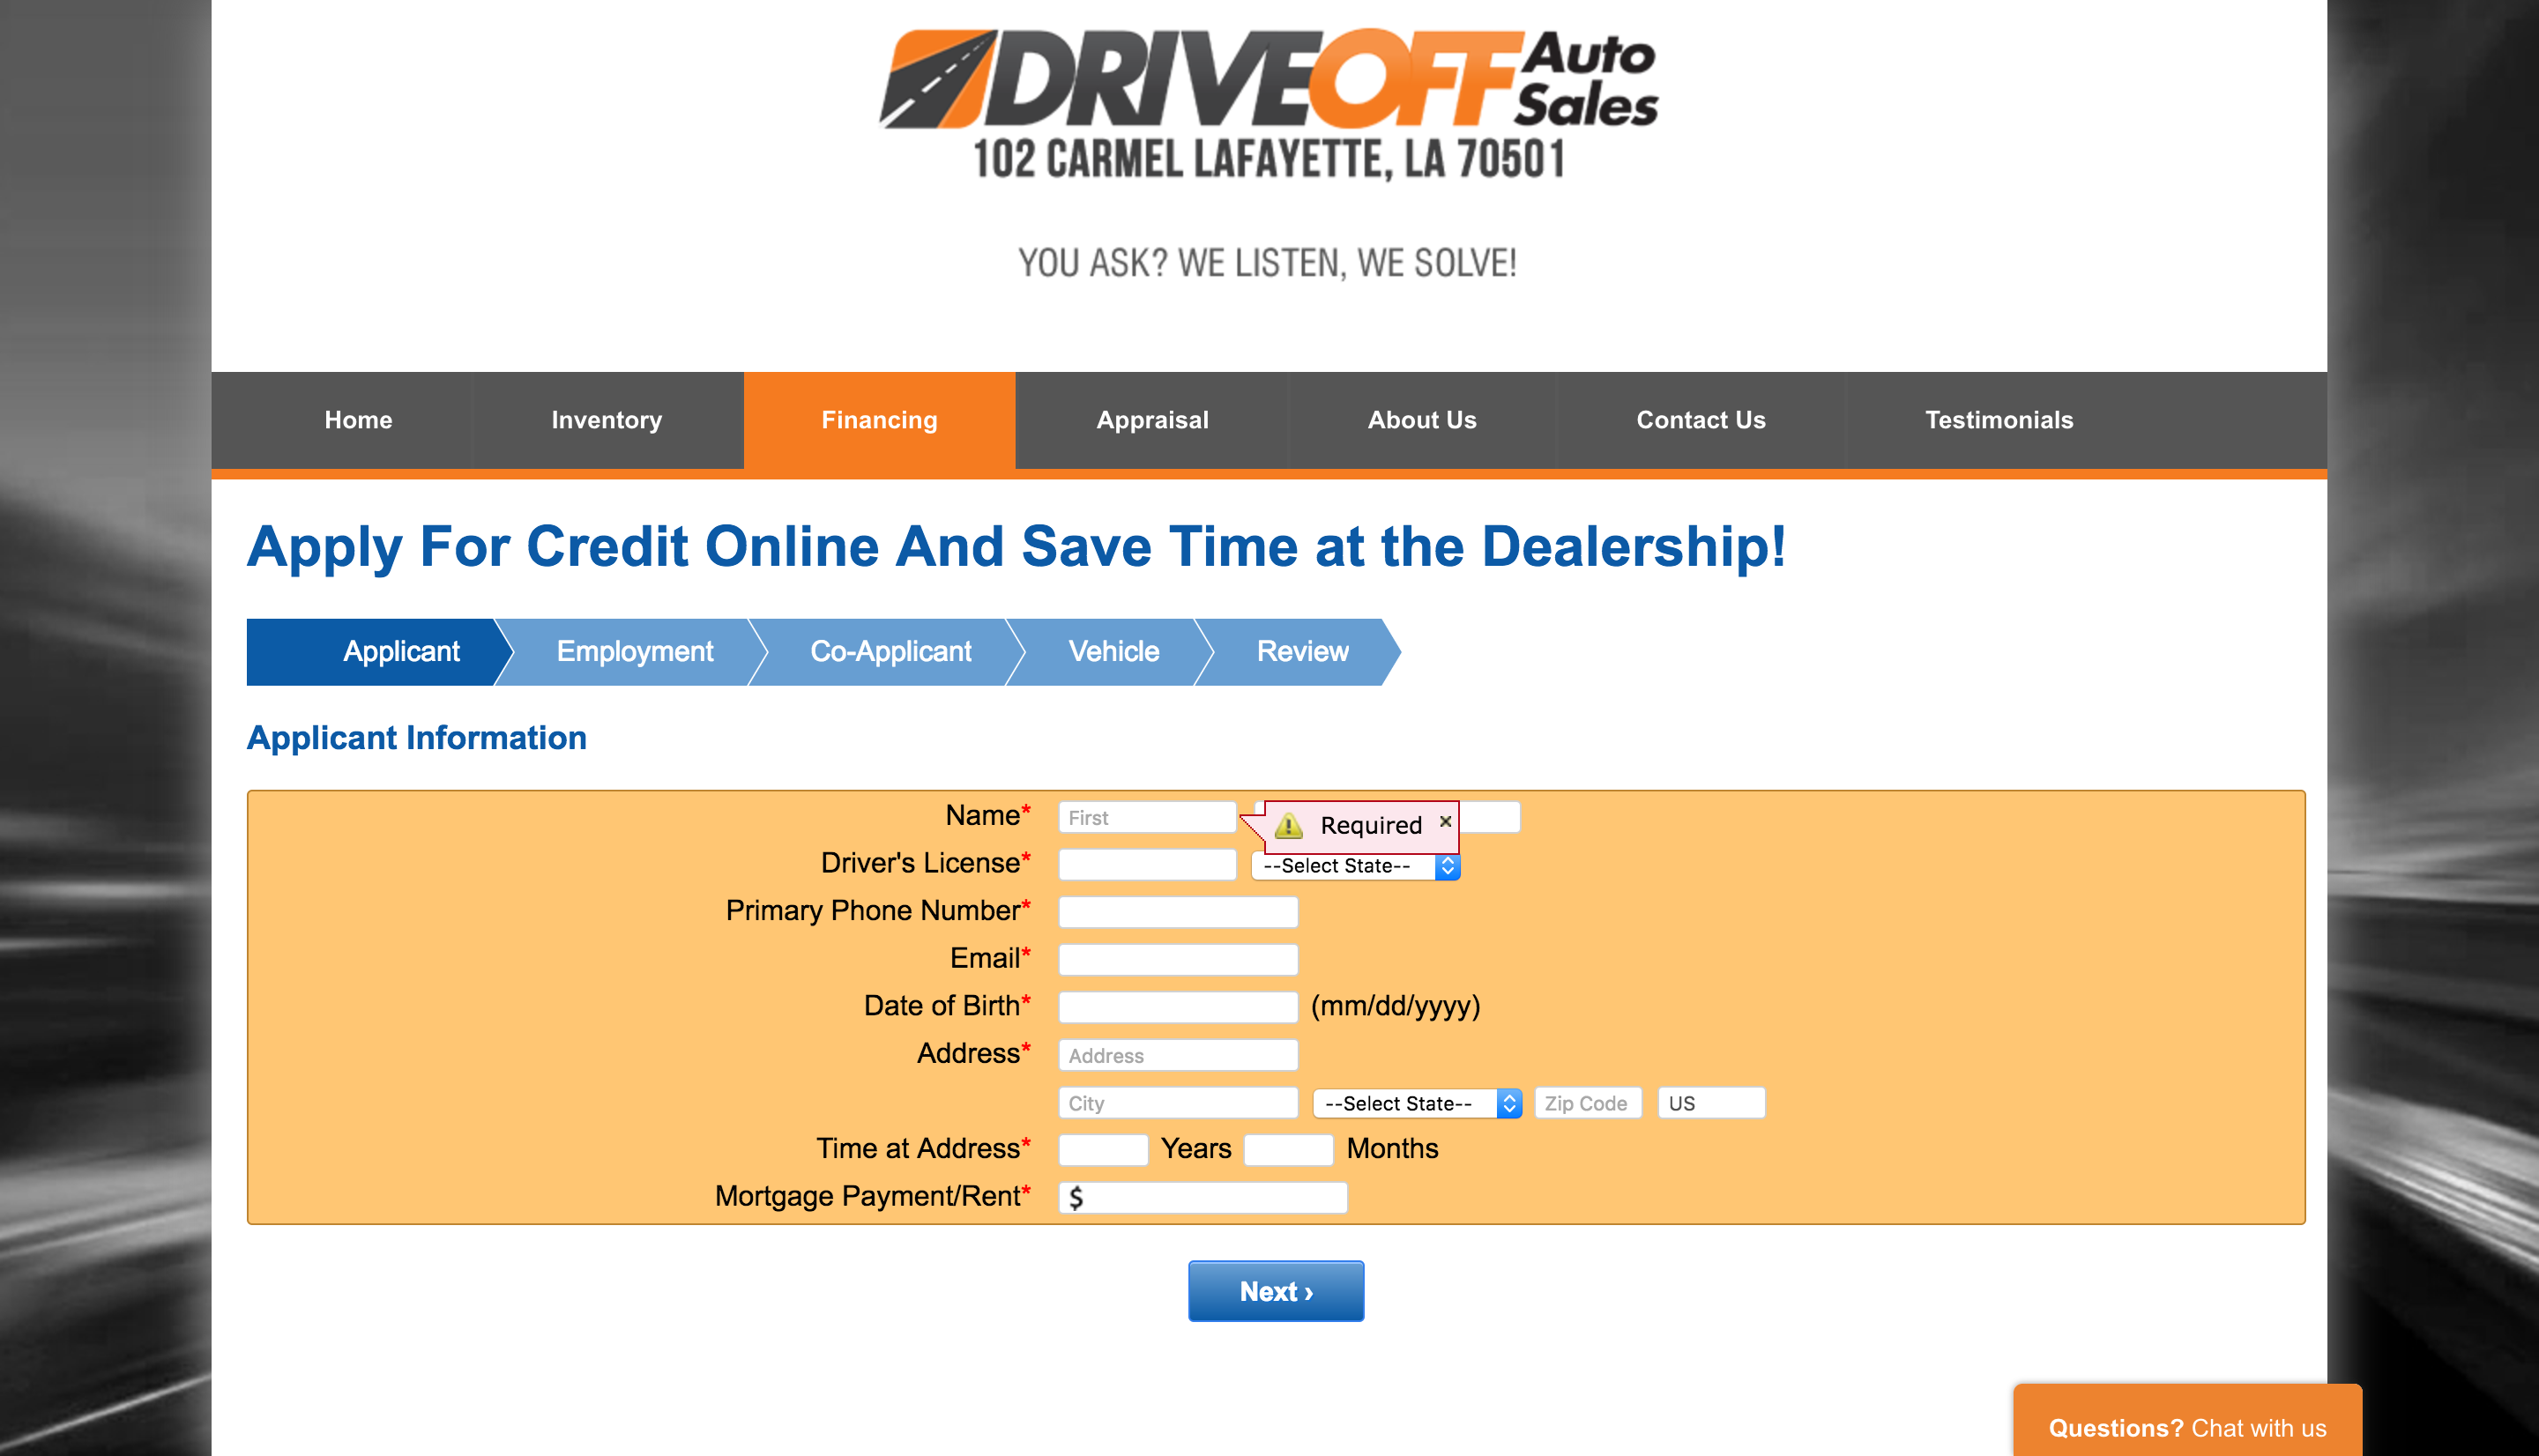 DRIVEOFF Auto Sales
102 CARMEL LAFAYETTE, LA 70501
YOU ASK? WE LISTEN, WE SOLVE!
Home Inventory Financing Appraisal About Us Contact Us Testimonials
Apply For Credit Online And Save Time at the Dealership!
Applicant Employment Co-Applicant Vehicle Review
Applicant Information
Name* First Required ×
Driver's License* --Select State--
Primary Phone Number*
Email*
Date of Birth* (mm/dd/yyyy)
Address* Address
City --Select State-- Zip Code US
Time at Address* Years Months
Mortgage Payment/Rent* $
Next ›
Questions? Chat with us